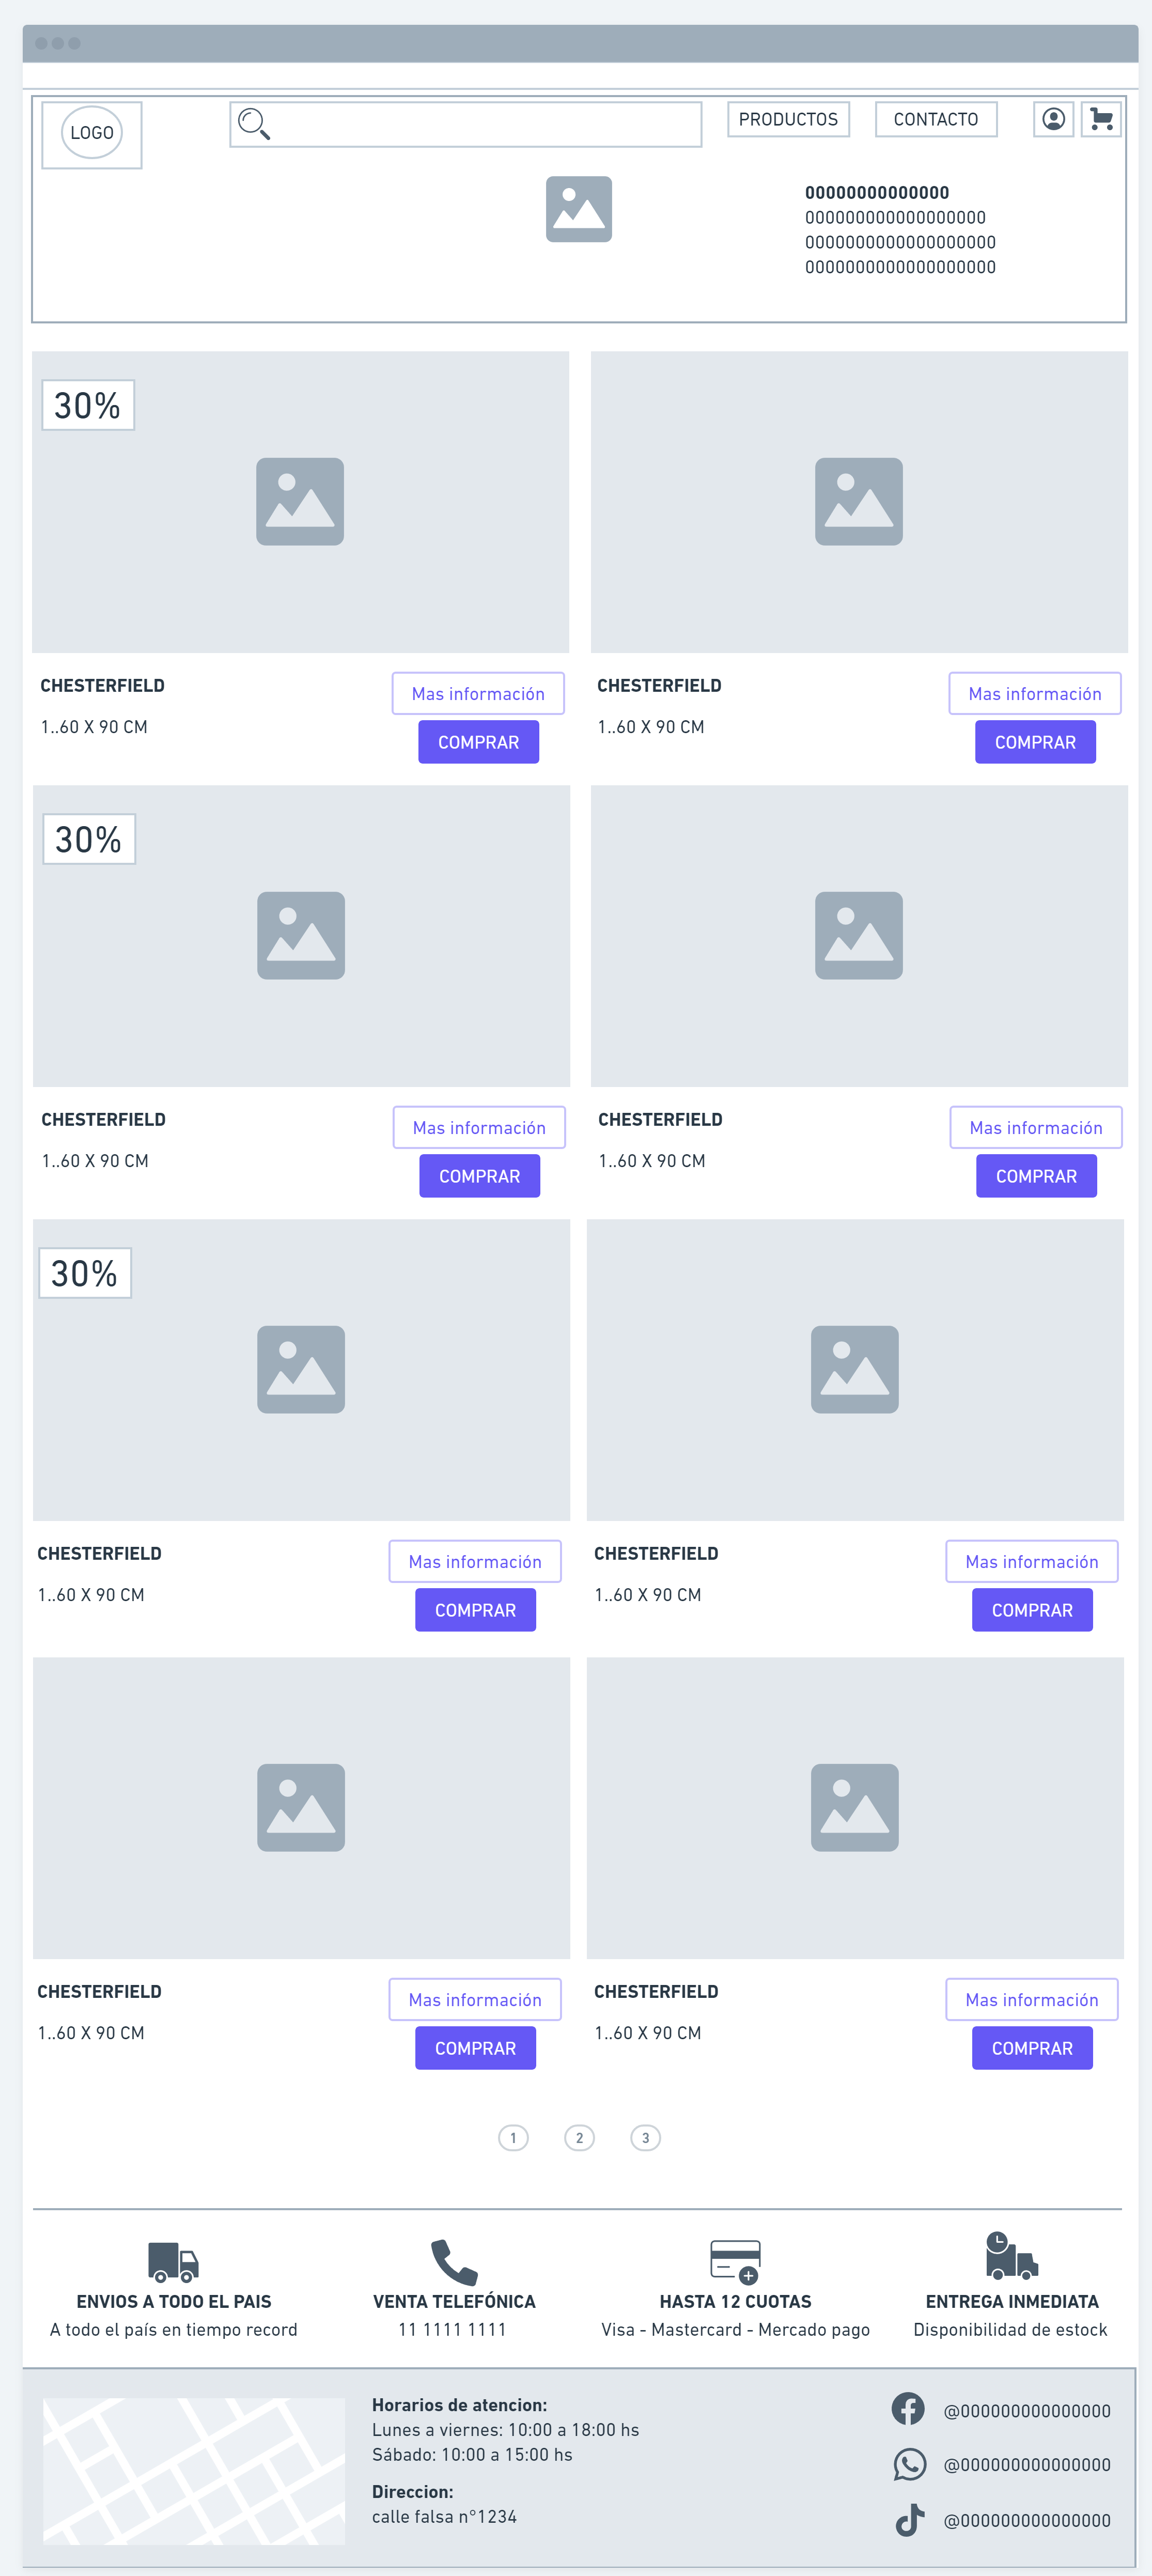 LOGO
PRODUCTOS
CONTACTO
00000000000000
000000000000000000
0000000000000000000
0000000000000000000
30%
CHESTERFIELD
1..60 X 90 CM
Mas información
COMPRAR
CHESTERFIELD
1..60 X 90 CM
Mas información
COMPRAR
30%
CHESTERFIELD
1..60 X 90 CM
Mas información
COMPRAR
CHESTERFIELD
1..60 X 90 CM
Mas información
COMPRAR
30%
CHESTERFIELD
1..60 X 90 CM
Mas información
COMPRAR
CHESTERFIELD
1..60 X 90 CM
Mas información
COMPRAR
CHESTERFIELD
1..60 X 90 CM
Mas información
COMPRAR
CHESTERFIELD
1..60 X 90 CM
Mas información
COMPRAR
1 2 3
ENVIOS A TODO EL PAIS
A todo el país en tiempo record
VENTA TELEFÓNICA
11 1111 1111
HASTA 12 CUOTAS
Visa - Mastercard - Mercado pago
ENTREGA INMEDIATA
Disponibilidad de estock
Horarios de atencion:
Lunes a viernes: 10:00 a 18:00 hs
Sábado: 10:00 a 15:00 hs
Direccion:
calle falsa n°1234
@000000000000000
@000000000000000
@000000000000000